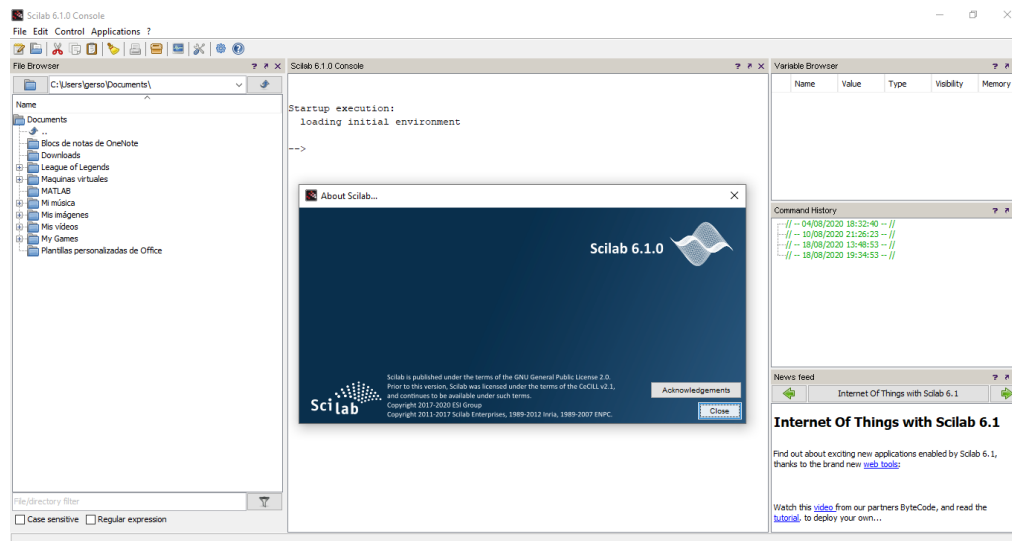 Scilab 6.1.0 Console
File Edit Control Applications ?
File Browser
C:\Users\gerso\Documents\
Name
Documents
..
Blocs de notas de OneNote
Downloads
League of Legends
Maquinas virtuales
MATLAB
Mi música
Mis imágenes
Mis vídeos
My Games
Plantillas personalizadas de Office
File/directory filter
Case sensitive Regular expression
Scilab 6.1.0 Console
Startup execution:
loading initial environment
-->
About Scilab...
Scilab 6.1.0
Scilab is published under the terms of the GNU General Public License 2.0.
Prior to this version, Scilab was licensed under the terms of the CeCILL v2.1,
and continues to be available under such terms.
Copyright 2017-2020 ESI Group
Copyright 2011-2017 Scilab Enterprises, 1989-2012 Inria, 1989-2007 ENPC.
Scilab
Acknowledgements
Close
Variable Browser
Name Value Type Visibility Memory
Command History
// -- 04/08/2020 18:32:40 -- //
// -- 10/08/2020 21:26:23 -- //
// -- 18/08/2020 13:48:53 -- //
// -- 18/08/2020 19:34:53 -- //
News feed
Internet Of Things with Scilab 6.1
Internet Of Things with Scilab 6.1
Find out about exciting new applications enabled by Scilab 6.1,
thanks to the brand new web tools:
Watch this video from our partners ByteCode, and read the
tutorial, to deploy your own...